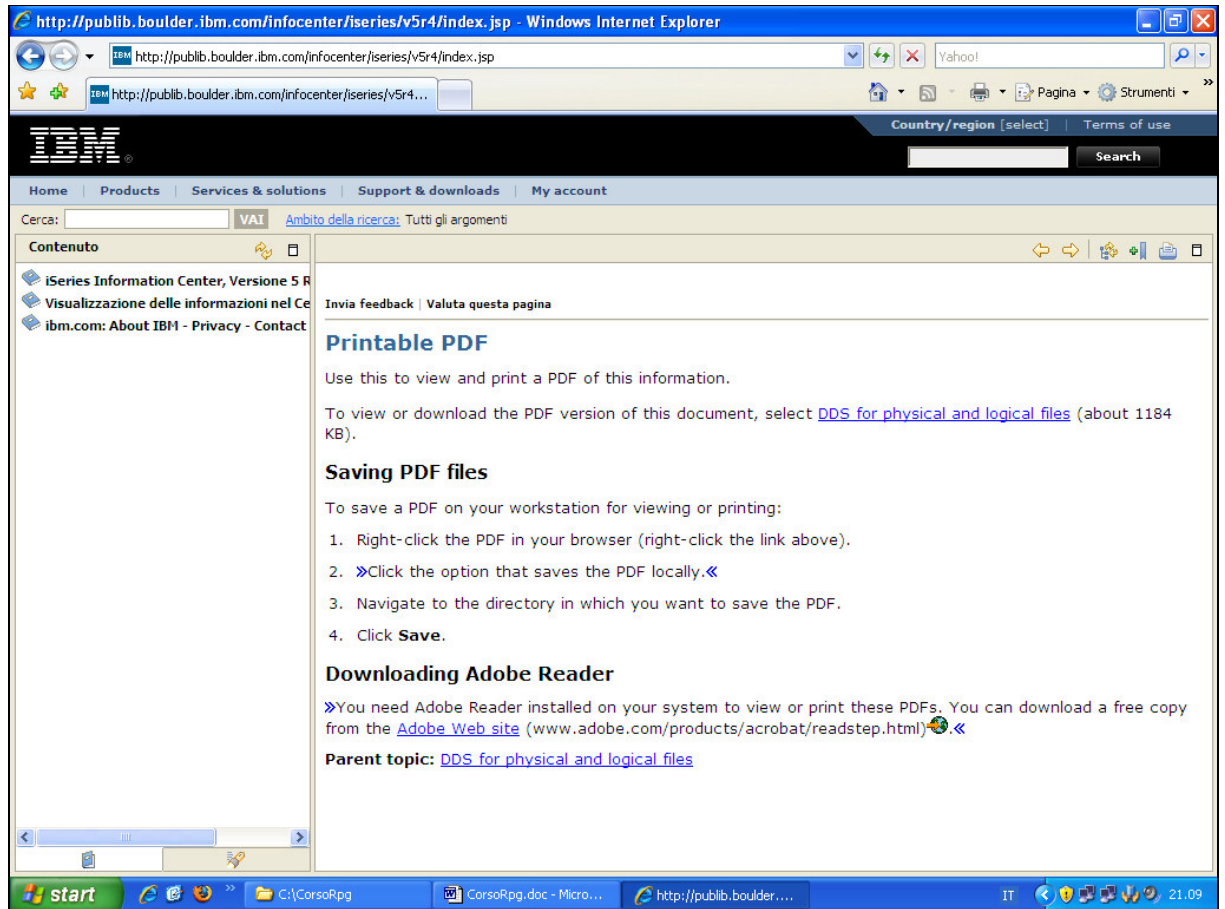 http://publib.boulder.ibm.com/infocenter/iseries/v5r4/index.jsp - Windows Internet Explorer
http://publib.boulder.ibm.com/infocenter/iseries/v5r4/index.jsp
Yahoo!
http://publib.boulder.ibm.com/infocenter/iseries/v5r4...
Pagina
Strumenti
Country/region [select] | Terms of use
IBM®
Search
Home | Products | Services & solutions | Support & downloads | My account
Cerca: VAI Ambito della ricerca: Tutti gli argomenti
Contenuto
iSeries Information Center, Versione 5 R
Visualizzazione delle informazioni nel Ce
ibm.com: About IBM - Privacy - Contact
Invia feedback | Valuta questa pagina
Printable PDF
Use this to view and print a PDF of this information.
To view or download the PDF version of this document, select DDS for physical and logical files (about 1184
KB).
Saving PDF files
To save a PDF on your workstation for viewing or printing:
1. Right-click the PDF in your browser (right-click the link above).
2. »Click the option that saves the PDF locally.«
3. Navigate to the directory in which you want to save the PDF.
4. Click Save.
Downloading Adobe Reader
»You need Adobe Reader installed on your system to view or print these PDFs. You can download a free copy
from the Adobe Web site (www.adobe.com/products/acrobat/readstep.html).«
Parent topic: DDS for physical and logical files
start
C:\CorsoRpg
CorsoRpg.doc - Micro...
http://publib.boulder....
IT
21.09